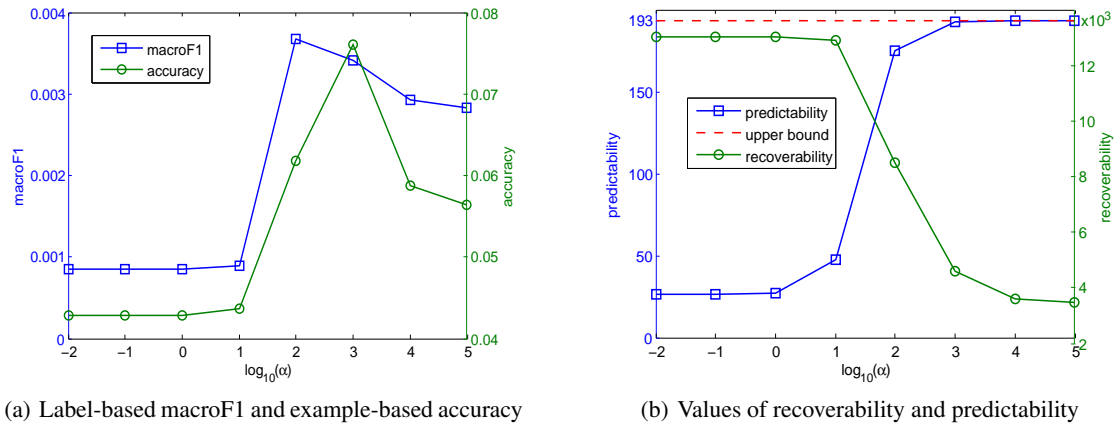 0.004
0.003
0.002
0.001
0
macroF1
macroF1
accuracy
0.08
0.07
0.06
0.05
0.04
accuracy
−2 −1 0 1 2 3 4 5
log10(α)
(a) Label-based macroF1 and example-based accuracy
193
150
100
50
0
predictability
predictability
upper bound
recoverability
x10³
12
10
8
6
4
2
recoverability
−2 −1 0 1 2 3 4 5
log10(α)
(b) Values of recoverability and predictability